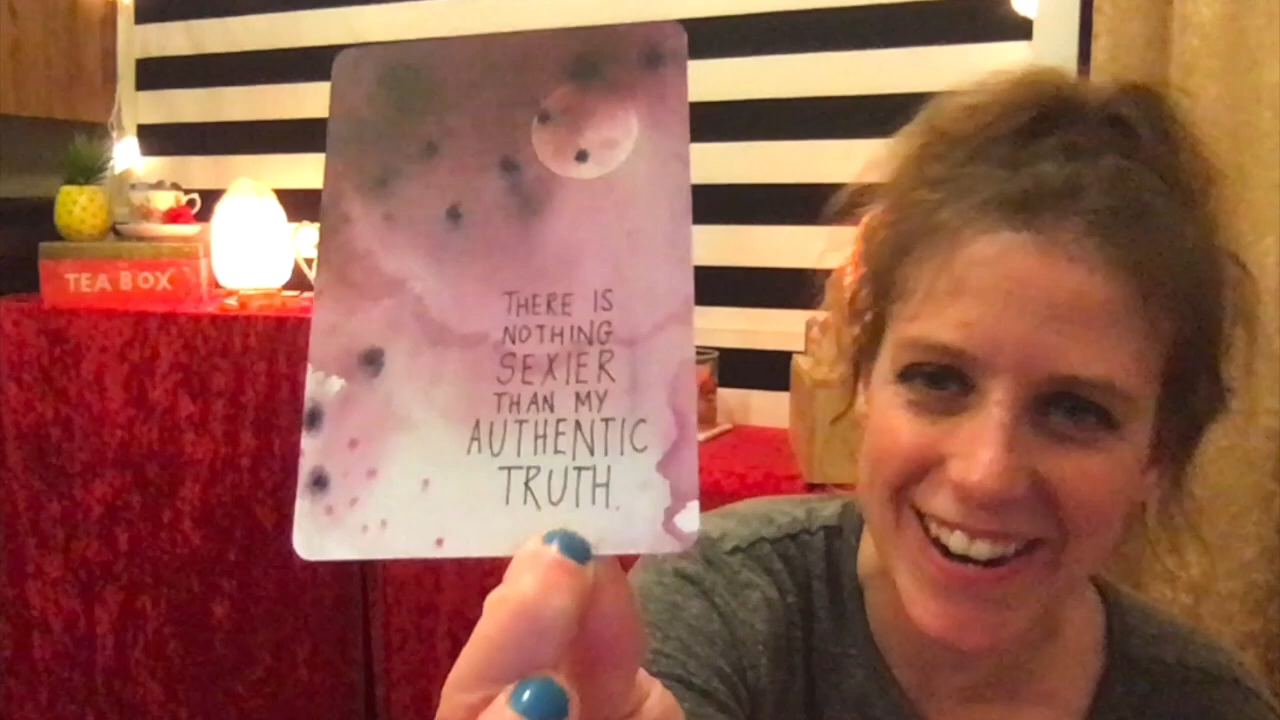 TEA BOX
THERE IS
NOTHING
SEXIER
THAN MY
AUTHENTIC
TRUTH.